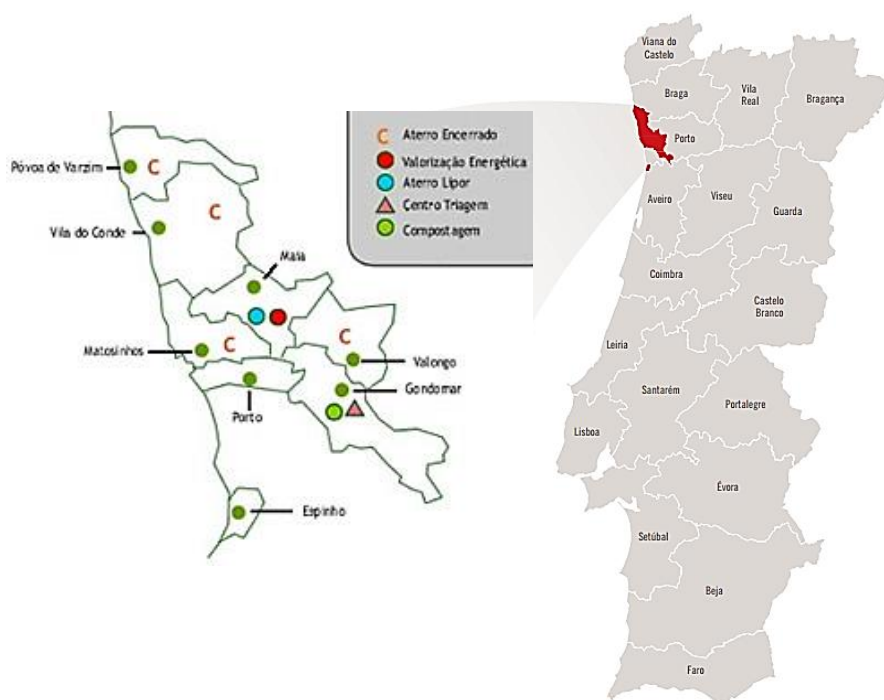 C Aterro Encerrado
Valorização Energética
Aterro Lipor
Centro Triagem
Compostagem
Póvoa de Varzim
C
C
Vila do Conde
Maia
Matosinhos
C
C
Valongo
Gondomar
Porto
Espinho
Viana do
Castelo
Braga
Vila
Real
Bragança
Porto
Aveiro
Viseu
Guarda
Coimbra
Castelo
Branco
Leiria
Santarém
Portalegre
Lisboa
Évora
Setúbal
Beja
Faro